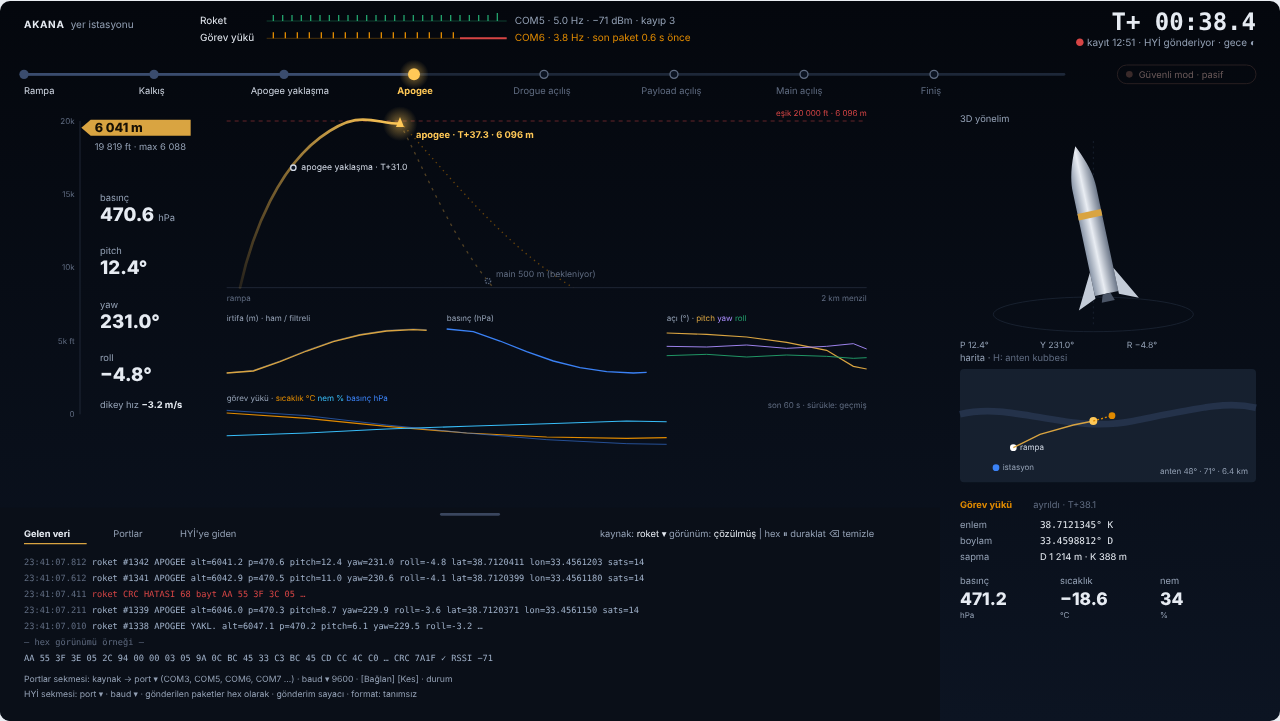 AKANA yer istasyonu
Roket COM5 · 5.0 Hz · −71 dBm · kayıp 3
Görev yükü COM6 · 3.8 Hz · son paket 0.6 s önce
T+ 00:38.4
kayıt 12:51 · HYİ gönderiyor · gece
Rampa Kalkış Apogee yaklaşma Apogee Drogue açılış Payload açılış Main açılış Finiş
Güvenli mod · pasif
20k
15k
10k
5k ft
0
6 041 m
19 819 ft · max 6 088
basınç
470.6 hPa
pitch
12.4°
yaw
231.0°
roll
−4.8°
dikey hız −3.2 m/s
eşik 20 000 ft · 6 096 m
apogee · T+37.3 · 6 096 m
apogee yaklaşma · T+31.0
main 500 m (bekleniyor)
rampa 2 km menzil
irtifa (m) · ham / filtreli
basınç (hPa)
açı (°) · pitch yaw roll
görev yükü · sıcaklık °C nem % basınç hPa
son 60 s · sürükle: geçmiş
3D yönelim
P 12.4° Y 231.0° R −4.8°
harita · H: anten kubbesi
rampa
istasyon
anten 48° · 71° · 6.4 km
Görev yükü ayrıldı · T+38.1
enlem 38.7121345° K
boylam 33.4598812° D
sapma D 1 214 m · K 388 m
basınç sıcaklık nem
471.2 −18.6 34
hPa °C %
Gelen veri Portlar HYİ'ye giden
kaynak: roket ▾ görünüm: çözülmüş | hex ⏸ duraklat ⌫ temizle
23:41:07.812 roket #1342 APOGEE alt=6041.2 p=470.6 pitch=12.4 yaw=231.0 roll=-4.8 lat=38.7120411 lon=33.4561203 sats=14
23:41:07.612 roket #1341 APOGEE alt=6042.9 p=470.5 pitch=11.0 yaw=230.6 roll=-4.1 lat=38.7120399 lon=33.4561180 sats=14
23:41:07.411 roket CRC HATASI 68 bayt AA 55 3F 3C 05 …
23:41:07.211 roket #1339 APOGEE alt=6046.0 p=470.3 pitch=8.7 yaw=229.9 roll=-3.6 lat=38.7120371 lon=33.4561150 sats=14
23:41:07.010 roket #1338 APOGEE YAKL. alt=6047.1 p=470.2 pitch=6.1 yaw=229.5 roll=-3.2 …
— hex görünümü örneği —
AA 55 3F 3E 05 2C 94 00 00 03 05 9A 0C BC 45 33 C3 BC 45 CD CC 4C C0 … CRC 7A1F ✓ RSSI −71
Portlar sekmesi: kaynak → port ▾ (COM3, COM5, COM6, COM7 …) · baud ▾ 9600 · [Bağlan] [Kes] · durum
HYİ sekmesi: port ▾ · baud ▾ · gönderilen paketler hex olarak · gönderim sayacı · format: tanımsız